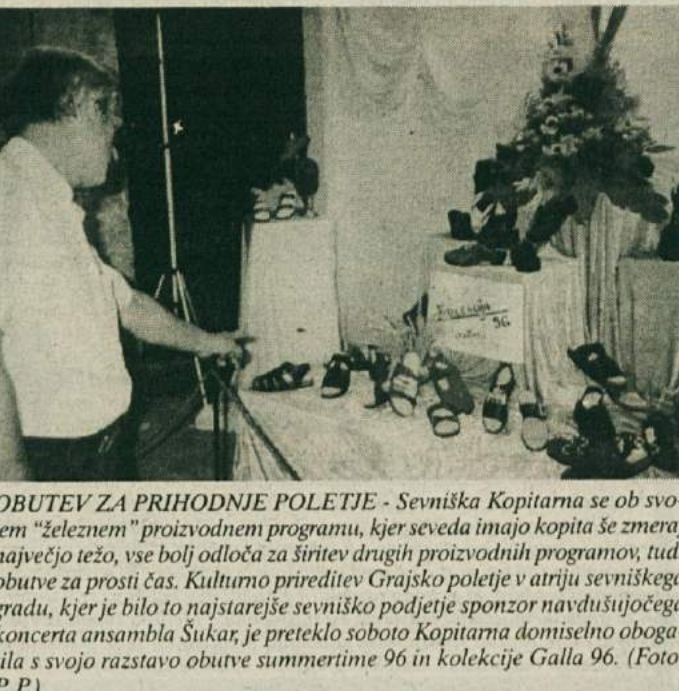 96
OBUTEV ZA PRIHODNJE POLETJE - Sevniška Kopitarna se ob svo-
em “železnem” proizvodnem programu, kjer seveda imajo kopita še zmeraj
največjo težo, vse bolj odloča za širitev drugih proizvodnih programov, tud
obutve za prosti čas. Kulturno prireditev Grajsko poletje v atriju sevniškega
gradu, kjer je bilo to najstarejše sevniško podjetje sponzor navdušujočega
koncerta ansambla Šukar, je preteklo soboto Kopitarna domiselno oboga-
ila s svojo razstavo obutve summertime 96 in kolekcije Galla 96. (Foto
P. P.)